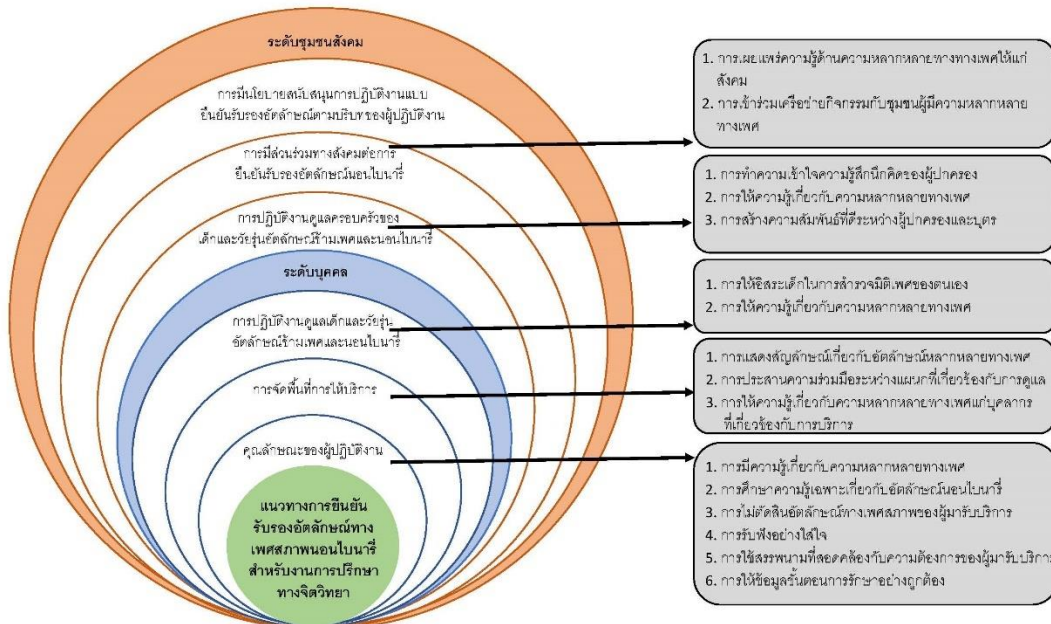 ระดับชุมชนสังคม
การมีนโยบายสนับสนุนการปฏิบัติงานแบบ
ยืนยันรับรองอัตลักษณ์ตามบริบทของผู้ปฏิบัติงาน
การมีส่วนร่วมทางสังคมต่อการ
ยืนยันรับรองอัตลักษณ์นอนไบนารี่
การปฏิบัติงานดูแลครอบครัวของ
เด็กและวัยรุ่นอัตลักษณ์ข้ามเพศและนอนไบนารี่
ระดับบุคคล
การปฏิบัติงานดูแลเด็กและวัยรุ่น
อัตลักษณ์ข้ามเพศและนอนไบนารี่
การจัดพื้นที่การให้บริการ
คุณลักษณะของผู้ปฏิบัติงาน
แนวทางการยืนยัน
รับรองอัตลักษณ์ทาง
เพศสภาพนอนไบนารี่
สำหรับงานการปรึกษา
ทางจิตวิทยา
1. การเผยแพร่ความรู้ด้านความหลากหลายทางทางเพศให้แก่
สังคม
2. การเข้าร่วมเครือข่ายกิจกรรมกับชุมชนผู้มีความหลากหลาย
ทางเพศ
1. การทำความเข้าใจความรู้สึกนึกคิดของผู้ปกครอง
2. การให้ความรู้เกี่ยวกับความหลากหลายทางเพศ
3. การสร้างความสัมพันธ์ที่ดีระหว่างผู้ปกครองและบุตร
1. การให้อิสระเด็กในการสำรวจมิติเพศของตนเอง
2. การให้ความรู้เกี่ยวกับความหลากหลายทางเพศ
1. การแสดงสัญลักษณ์เกี่ยวกับอัตลักษณ์หลากหลายทางเพศ
2. การประสานความร่วมมือระหว่างแผนกที่เกี่ยวข้องกับการดูแล
3. การให้ความรู้เกี่ยวกับความหลากหลายทางเพศแก่บุคลากร
ที่เกี่ยวข้องกับการบริการ
1. การมีความรู้เกี่ยวกับความหลากหลายทางเพศ
2. การศึกษาความรู้เฉพาะเกี่ยวกับอัตลักษณ์นอนไบนารี่
3. การไม่ตัดสินอัตลักษณ์ทางเพศสภาพของผู้มารับบริการ
4. การรับฟังอย่างใส่ใจ
5. การใช้สรรพนามที่สอดคล้องกับความต้องการของผู้มารับบริการ
6. การให้ข้อมูลขั้นตอนการรักษาอย่างถูกต้อง